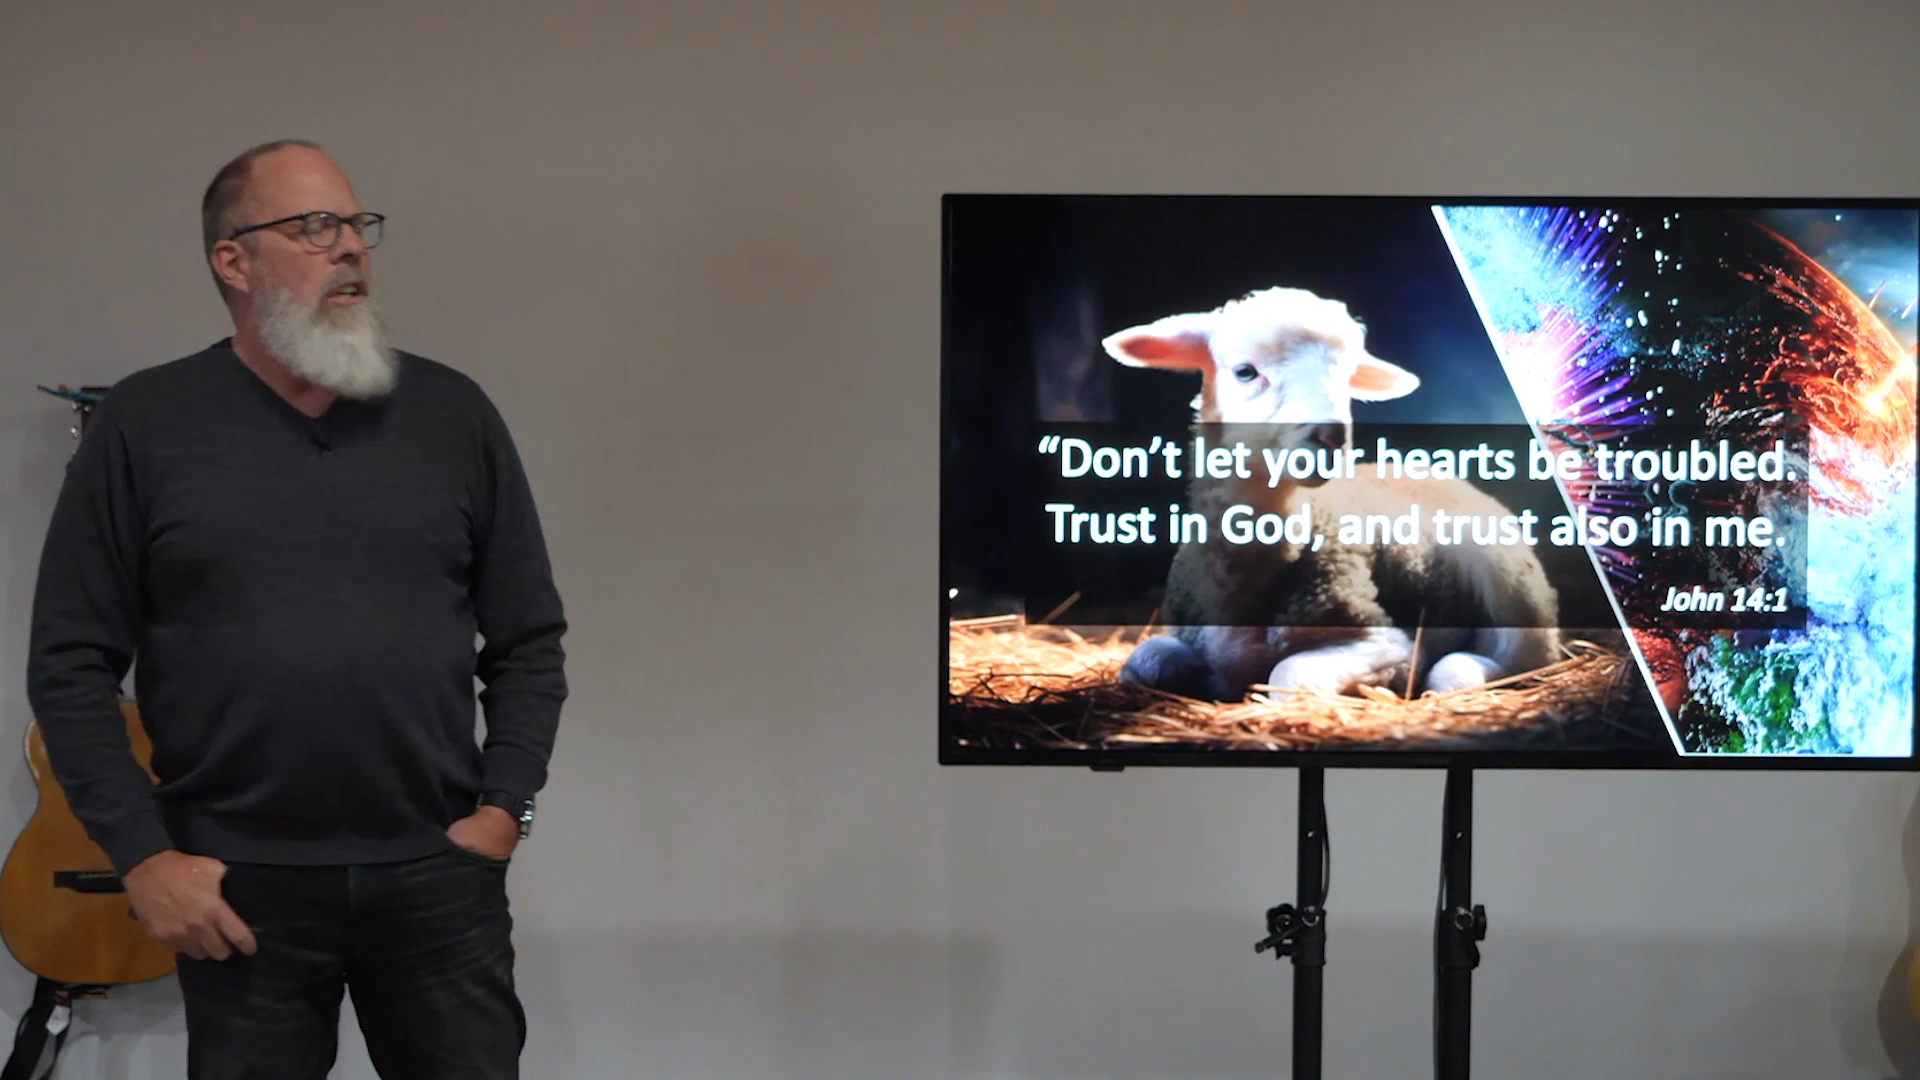 “Don’t let your hearts be troubled.
Trust in God, and trust also in me.
John 14:1